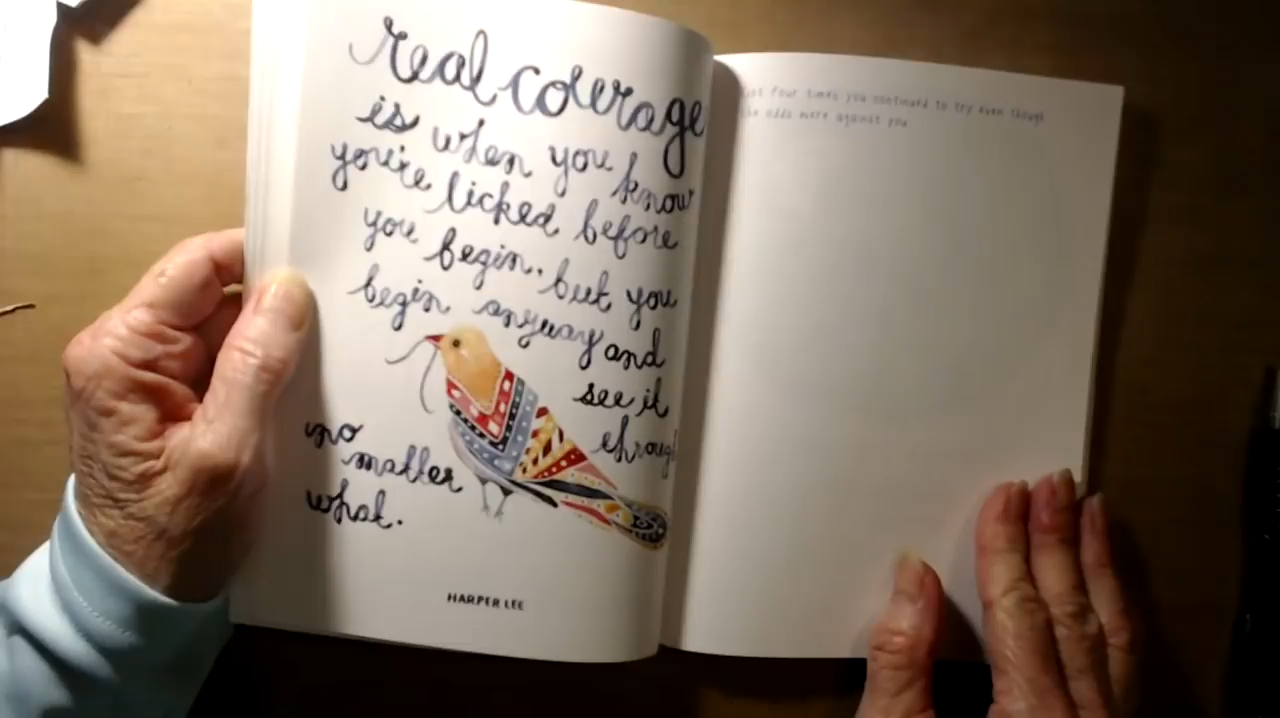 real courage
is when you know
you're licked before
you begin, but you
begin anyway and
see it
through
no
matter
what.
HARPER LEE
four times you continued to try even though
odds were against you